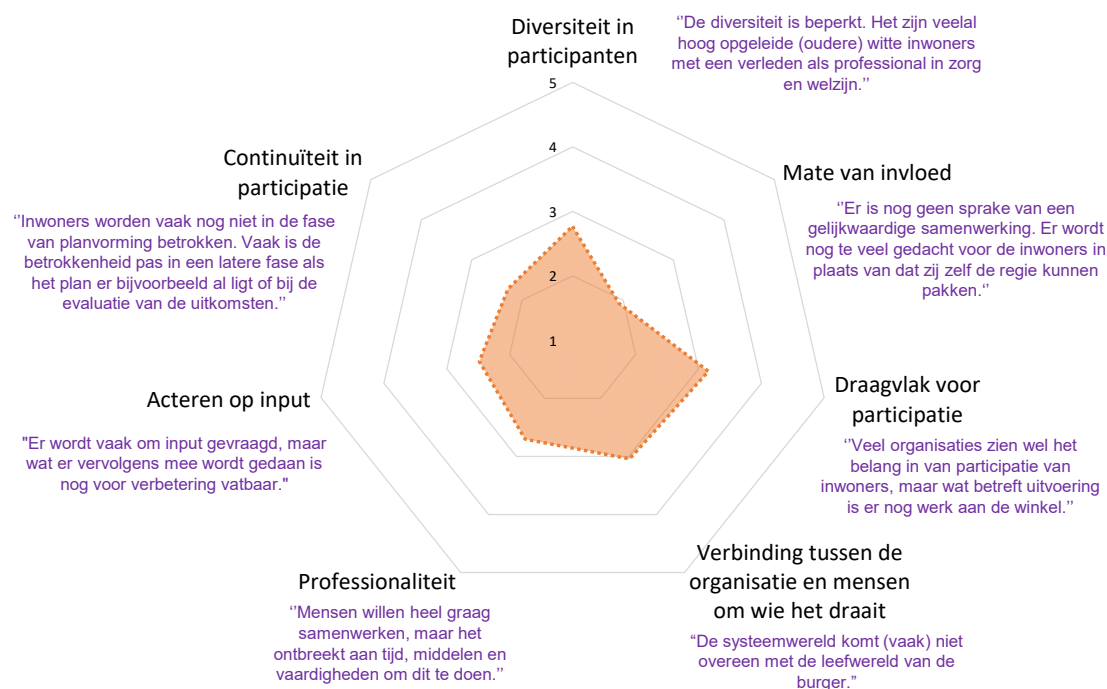 Diversiteit in
participanten
‘’De diversiteit is beperkt. Het zijn veelal
hoog opgeleide (oudere) witte inwoners
met een verleden als professional in zorg
en welzijn.’’
5
4
3
2
1
Mate van invloed
‘’Er is nog geen sprake van een
gelijkwaardige samenwerking. Er wordt
nog te veel gedacht voor de inwoners in
plaats van dat zij zelf de regie kunnen
pakken.‘’
Draagvlak voor
participatie
‘’Veel organisaties zien wel het
belang in van participatie van
inwoners, maar wat betreft uitvoering
is er nog werk aan de winkel.’’
Verbinding tussen de
organisatie en mensen
om wie het draait
“De systeemwereld komt (vaak) niet
overeen met de leefwereld van de
burger.”
Professionaliteit
‘’Mensen willen heel graag
samenwerken, maar het
ontbreekt aan tijd, middelen en
vaardigheden om dit te doen.’’
Acteren op input
"Er wordt vaak om input gevraagd, maar
wat er vervolgens mee wordt gedaan is
nog voor verbetering vatbaar."
Continuïteit in
participatie
‘’Inwoners worden vaak nog niet in de fase
van planvorming betrokken. Vaak is de
betrokkenheid pas in een latere fase als
het plan er bijvoorbeeld al ligt of bij de
evaluatie van de uitkomsten.’’